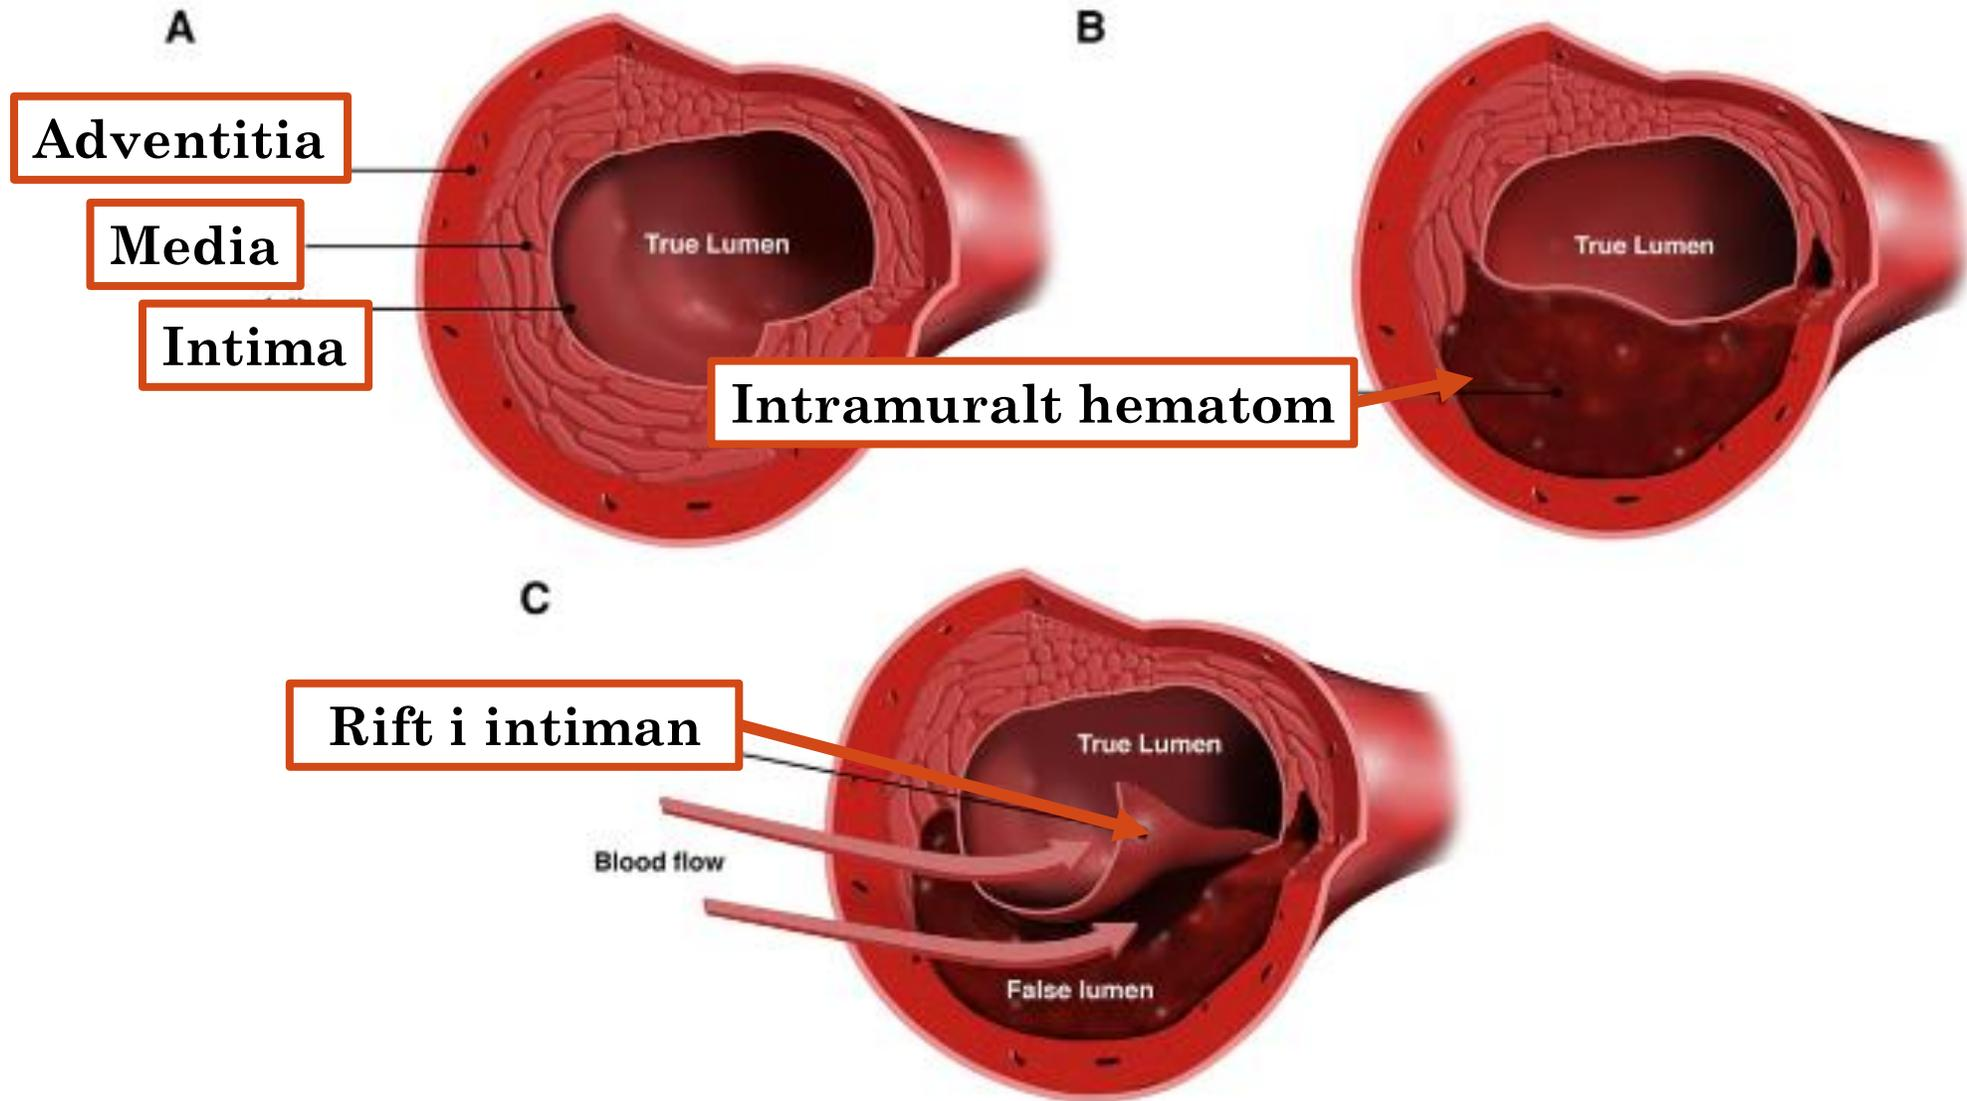 A
B
Adventitia
Media
Intima
True Lumen
True Lumen
Intramuralt hematom
C
Rift i intiman
True Lumen
Blood flow
False lumen